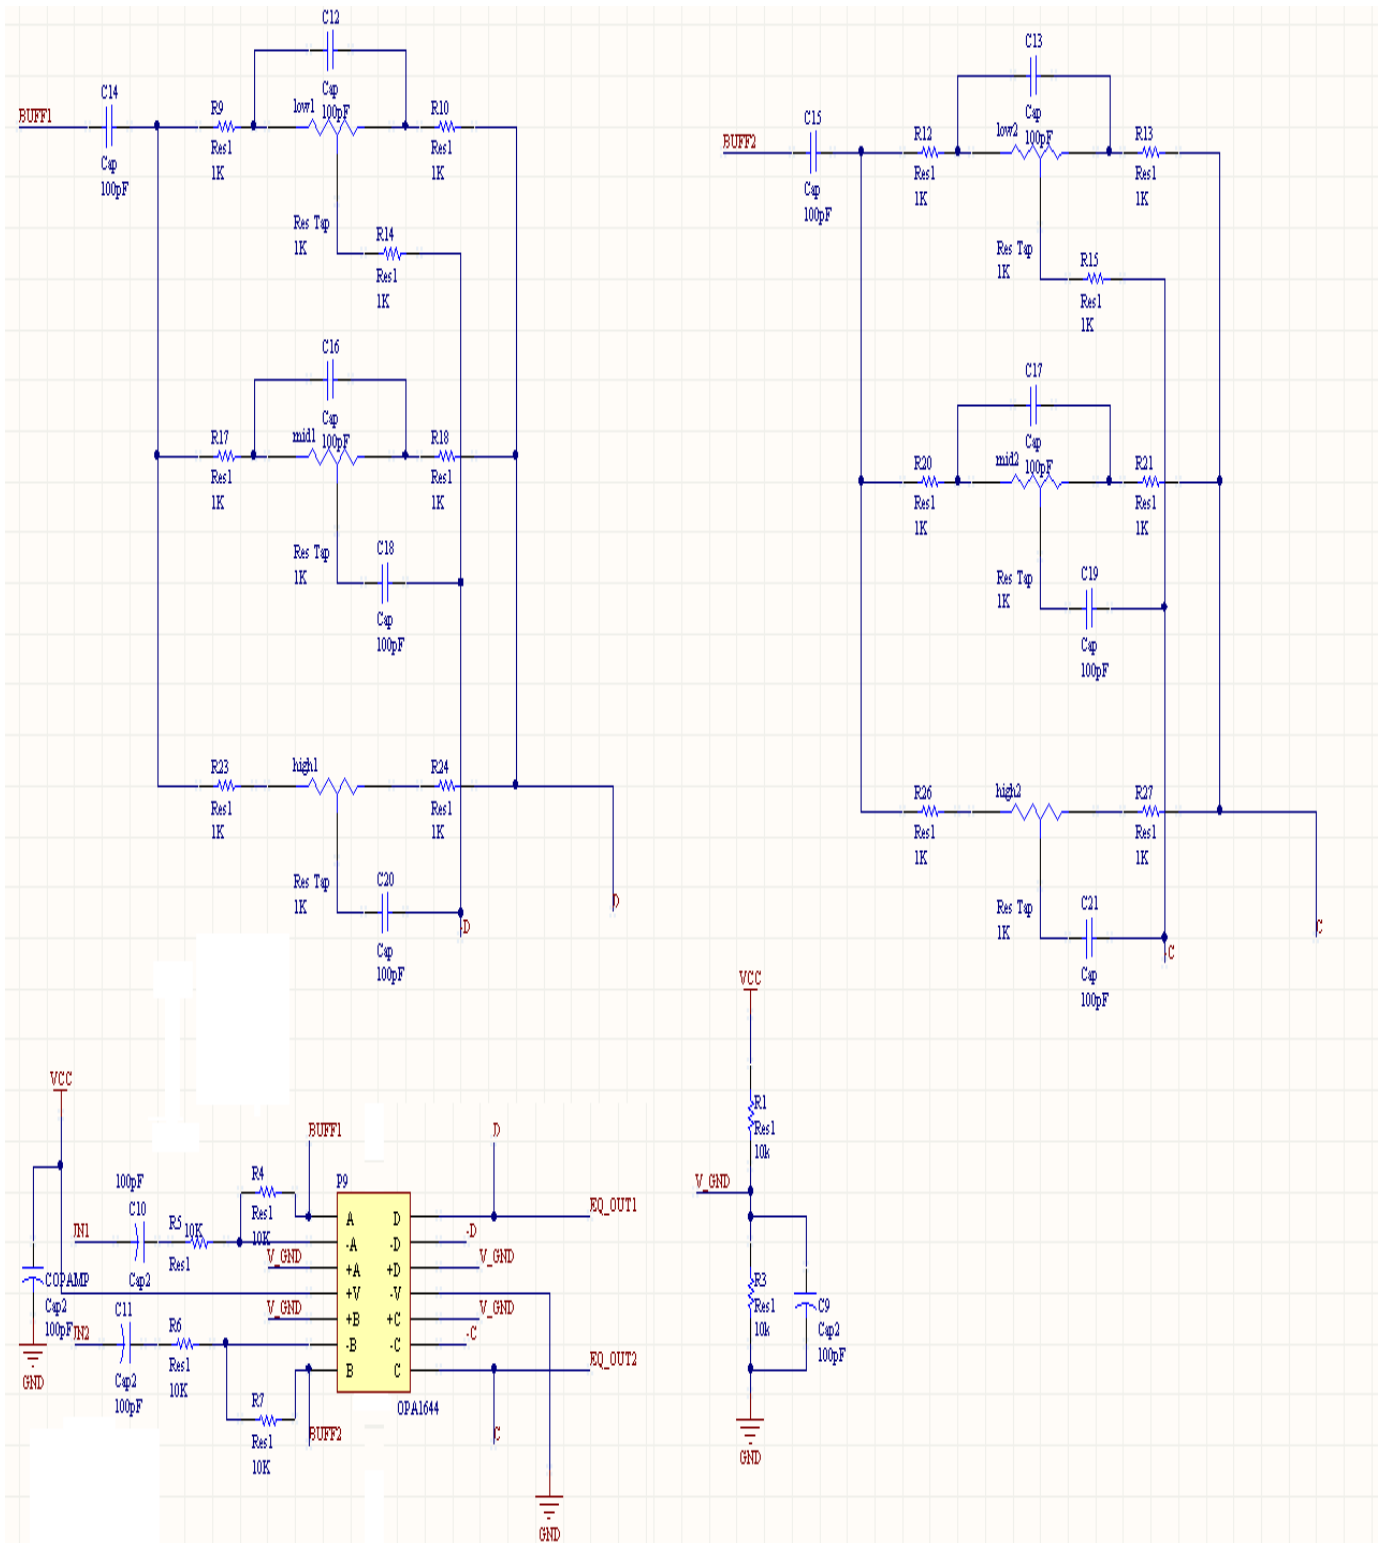 C12
Cap
100pF
C14
BUFF1
Cap
100pF
R9
Res1
1K
low1
R10
Res1
1K
Res Tap
1K
R14
Res1
1K
C16
Cap
100pF
R17
Res1
1K
mid1
R18
Res1
1K
Res Tap
1K
C18
Cap
100pF
R23
Res1
1K
high1
R24
Res1
1K
Res Tap
1K
C20
Cap
100pF
-D
D
C13
Cap
100pF
C15
BUFF2
Cap
100pF
R12
Res1
1K
low2
R13
Res1
1K
Res Tap
1K
R15
Res1
1K
C17
Cap
100pF
R20
Res1
1K
mid2
R21
Res1
1K
Res Tap
1K
C19
Cap
100pF
R26
Res1
1K
high2
R27
Res1
1K
Res Tap
1K
C21
Cap
100pF
-C
C
VCC
COPAMP
Cap2
100pF
GND
IN1
100pF
C10
Cap2
R5
10K
Res1
R4
Res1
10K
BUFF1
V_GND
V_GND
IN2
C11
Cap2
100pF
R6
Res1
10K
R7
Res1
10K
BUFF2
P9
A D
-A -D
+A +D
+V -V
+B +C
-B -C
B C
OPA1644
D
EQ_OUT1
-D
V_GND
V_GND
-C
EQ_OUT2
C
GND
VCC
R1
Res1
10k
V_GND
R3
Res1
10k
C9
Cap2
100pF
GND